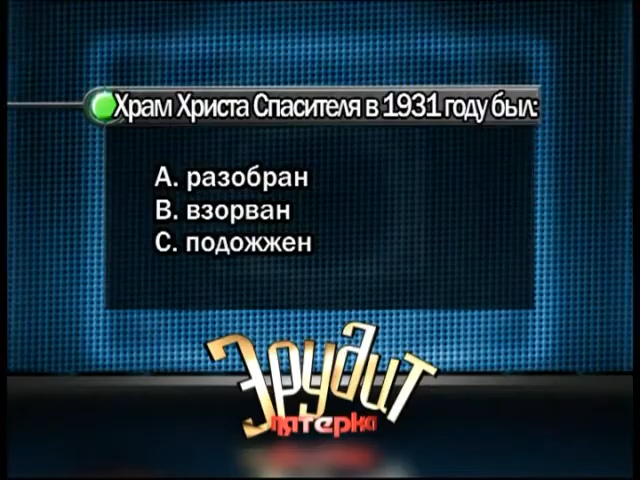 Храм Христа Спасителя в 1931 году был:
A. разобран
B. взорван
C. подожжен
Эрудит
пятерка